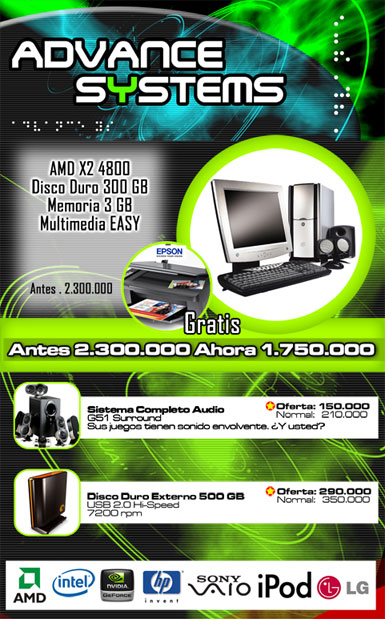 ADVANCE
SYSTEMS
AMD X2 4800
Disco Duro 300 GB
Memoria 3 GB
Multimedia EASY
Antes . 2.300.000
EPSON
Gratis
Antes 2.300.000 Ahora 1.750.000
Sistema Completo Audio
G51 Surround
Sus juegos tienen sonido envolvente. ¿Y usted?
Oferta: 150.000
Normal: 210.000
Disco Duro Externo 500 GB
USB 2.0 Hi-Speed
7200 rpm
Oferta: 290.000
Normal: 350.000
AMD
intel
NVIDIA
GEFORCE
hp
invent
SONY
VAIO
iPod
LG